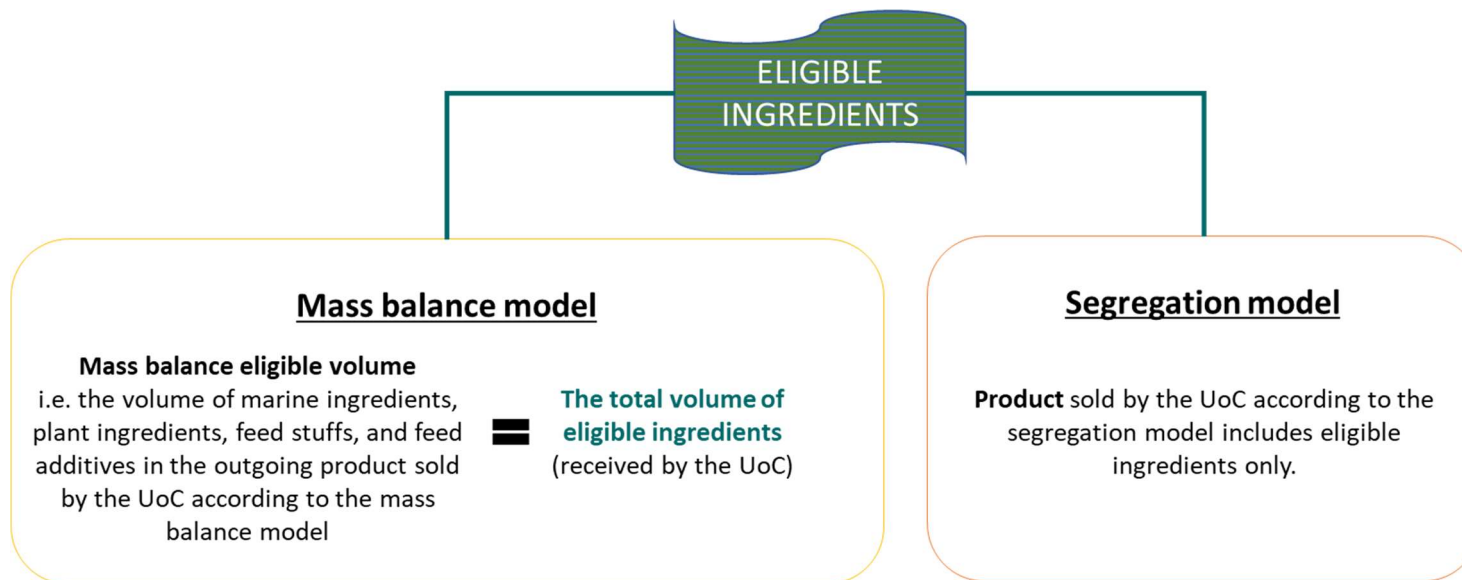 ELIGIBLE
INGREDIENTS
Mass balance model
Mass balance eligible volume
i.e. the volume of marine ingredients,
plant ingredients, feed stuffs, and feed
additives in the outgoing product sold
by the UoC according to the mass
balance model
=
The total volume of
eligible ingredients
(received by the UoC)
Segregation model
Product sold by the UoC according to the
segregation model includes eligible
ingredients only.